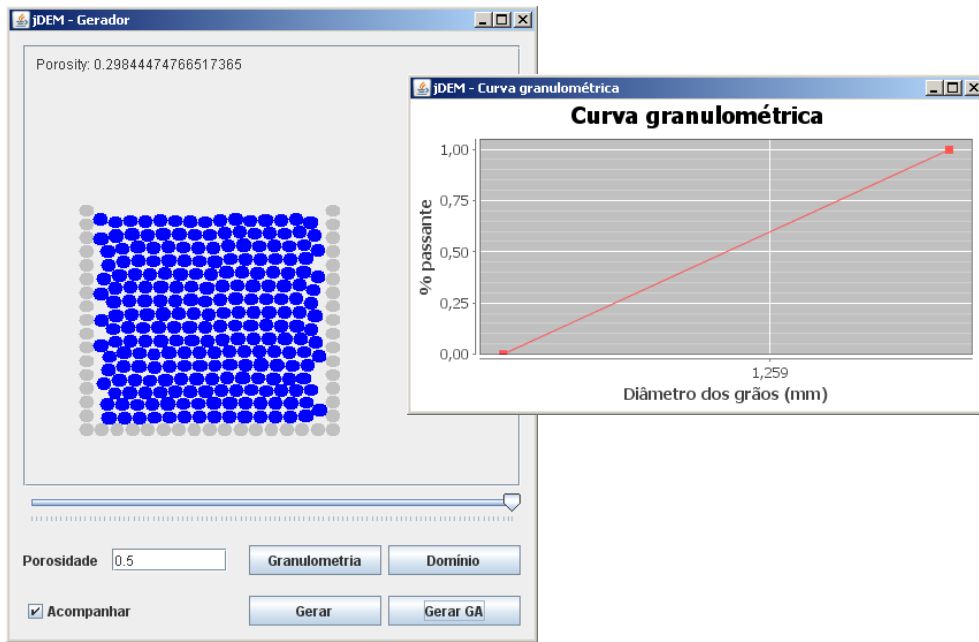 jDEM - Gerador
Porosity: 0.29844474766517365
Porosidade 0.5
Granulometria
Domínio
Acompanhar
Gerar
Gerar GA
jDEM - Curva granulométrica
Curva granulométrica
% passante
1,00
0,75
0,50
0,25
0,00
1,259
Diâmetro dos grãos (mm)